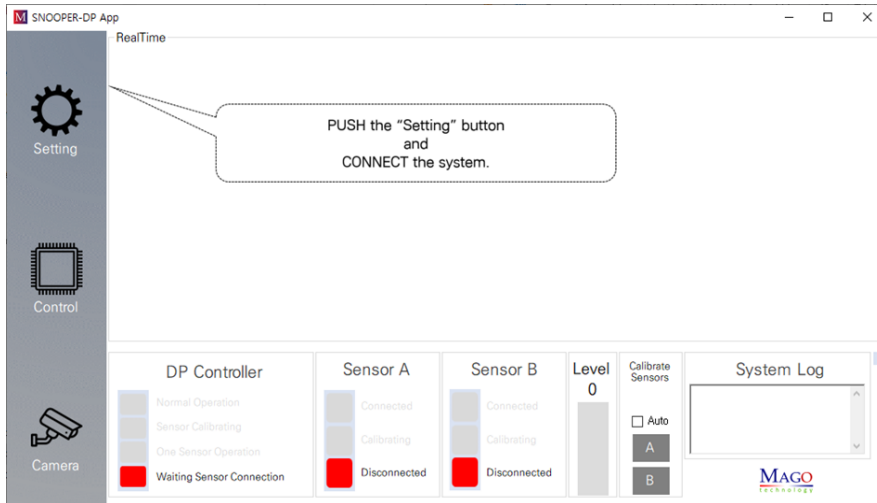 M SNOOPER-DP App
RealTime
Setting
PUSH the "Setting" button
and
CONNECT the system.
Control
Camera
DP Controller
Normal Operation
Sensor Calibrating
One Sensor Operation
Waiting Sensor Connection
Sensor A
Connected
Calibrating
Disconnected
Sensor B
Connected
Calibrating
Disconnected
Level
0
Calibrate
Sensors
Auto
A
B
System Log
MAGO
technology